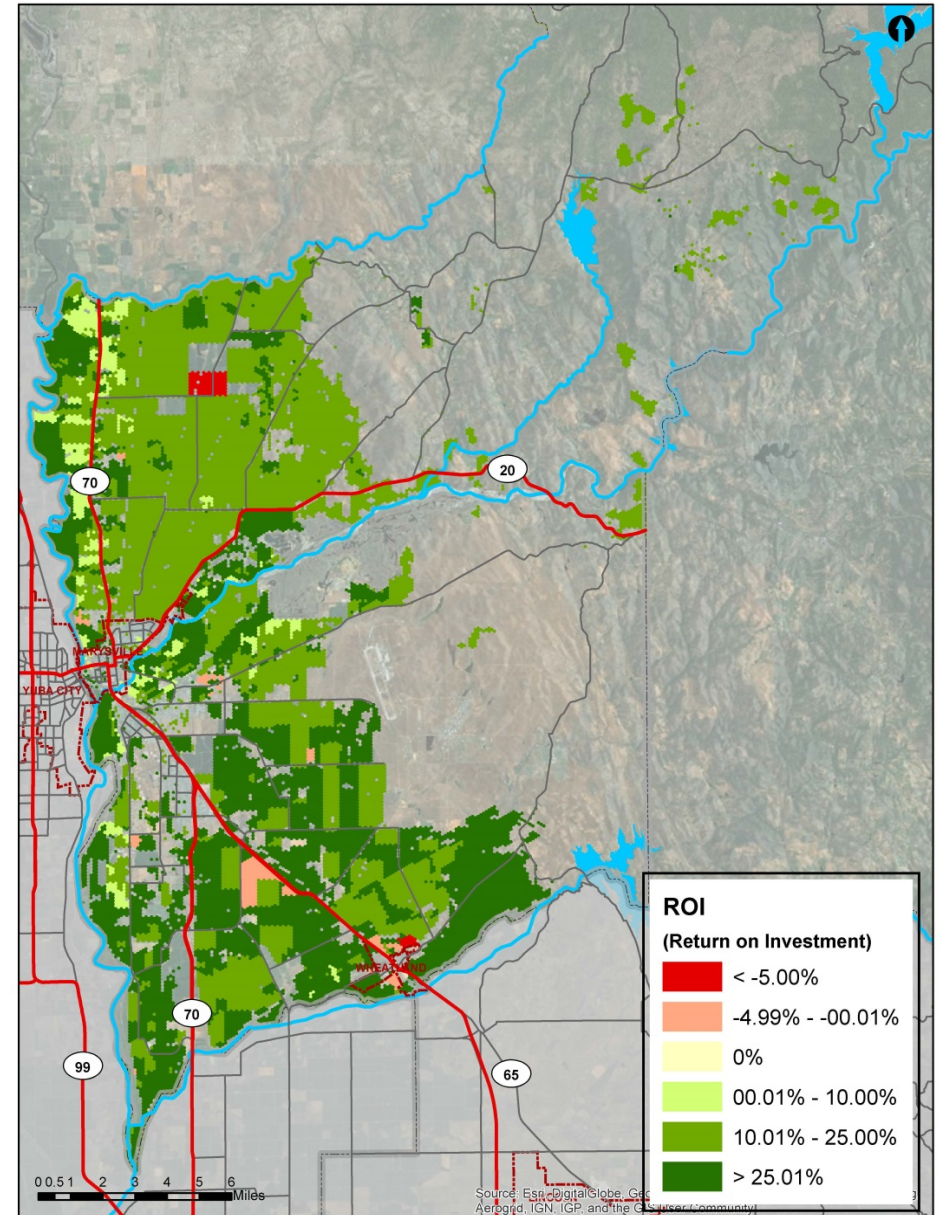 70
20
MARYSVILLE
YUBA CITY
WHEATLAND
70
99
65
ROI
(Return on Investment)
< -5.00%
-4.99% - -00.01%
0%
00.01% - 10.00%
10.01% - 25.00%
> 25.01%
0 0.5 1 2 3 4 5 6
Miles
Source: Esri, DigitalGlobe,
Aerogrid, IGN, IGP, and the GIS User Community